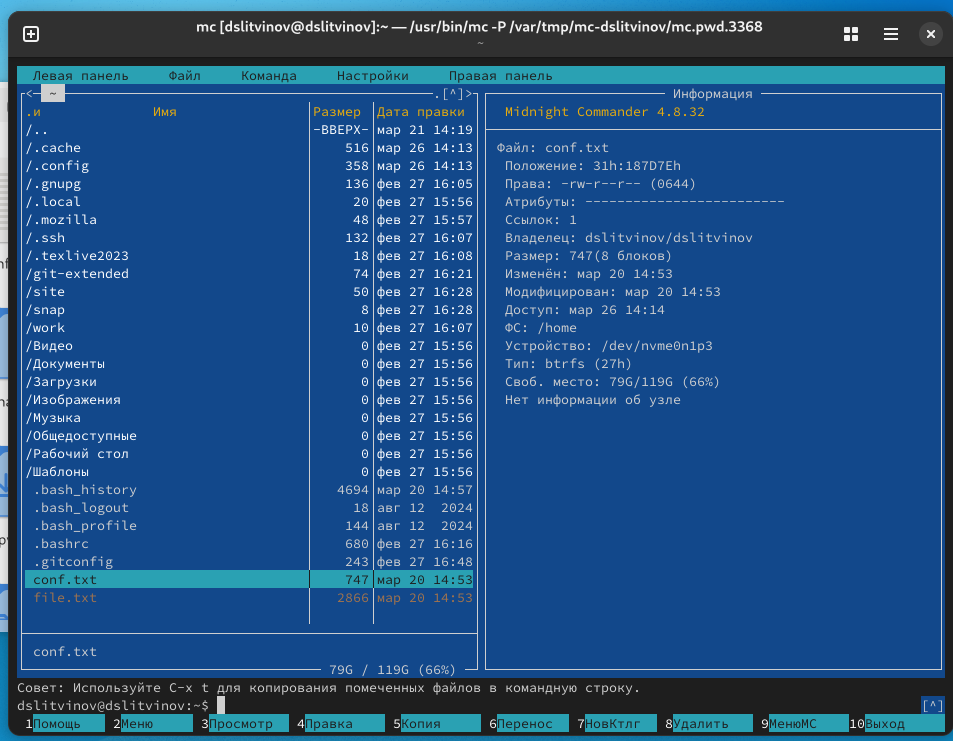 mc [dslitvinov@dslitvinov]:~ — /usr/bin/mc -P /var/tmp/mc-dslitvinov/mc.pwd.3368
~
Левая панель Файл Команда Настройки Правая панель
<─ ~ .[^]>
.и Имя Размер Дата правки
/.. -ВВЕРХ- мар 21 14:19
/.cache 516 мар 26 14:13
/.config 358 мар 26 14:13
/.gnupg 136 фев 27 16:05
/.local 20 фев 27 15:56
/.mozilla 48 фев 27 15:57
/.ssh 132 фев 27 16:07
/.texlive2023 18 фев 27 16:08
/git-extended 74 фев 27 16:21
/site 50 фев 27 16:28
/snap 8 фев 27 16:28
/work 10 фев 27 16:07
/Видео 0 фев 27 15:56
/Документы 0 фев 27 15:56
/Загрузки 0 фев 27 15:56
/Изображения 0 фев 27 15:56
/Музыка 0 фев 27 15:56
/Общедоступные 0 фев 27 15:56
/Рабочий стол 0 фев 27 15:56
/Шаблоны 0 фев 27 15:56
.bash_history 4694 мар 20 14:57
.bash_logout 18 авг 12 2024
.bash_profile 144 авг 12 2024
.bashrc 680 фев 27 16:16
.gitconfig 243 фев 27 16:48
conf.txt 747 мар 20 14:53
file.txt 2866 мар 20 14:53
conf.txt
79G / 119G (66%)
Информация
Midnight Commander 4.8.32
Файл: conf.txt
Положение: 31h:187D7Eh
Права: -rw-r--r-- (0644)
Атрибуты: -------------------------
Ссылок: 1
Владелец: dslitvinov/dslitvinov
Размер: 747(8 блоков)
Изменён: мар 20 14:53
Модифицирован: мар 20 14:53
Доступ: мар 26 14:14
ФС: /home
Устройство: /dev/nvme0n1p3
Тип: btrfs (27h)
Своб. место: 79G/119G (66%)
Нет информации об узле
Совет: Используйте C-x t для копирования помеченных файлов в командную строку.
dslitvinov@dslitvinov:~$ [^]
1Помощь 2Меню 3Просмотр 4Правка 5Копия 6Перенос 7НовКтлг 8Удалить 9МенюМС 10Выход